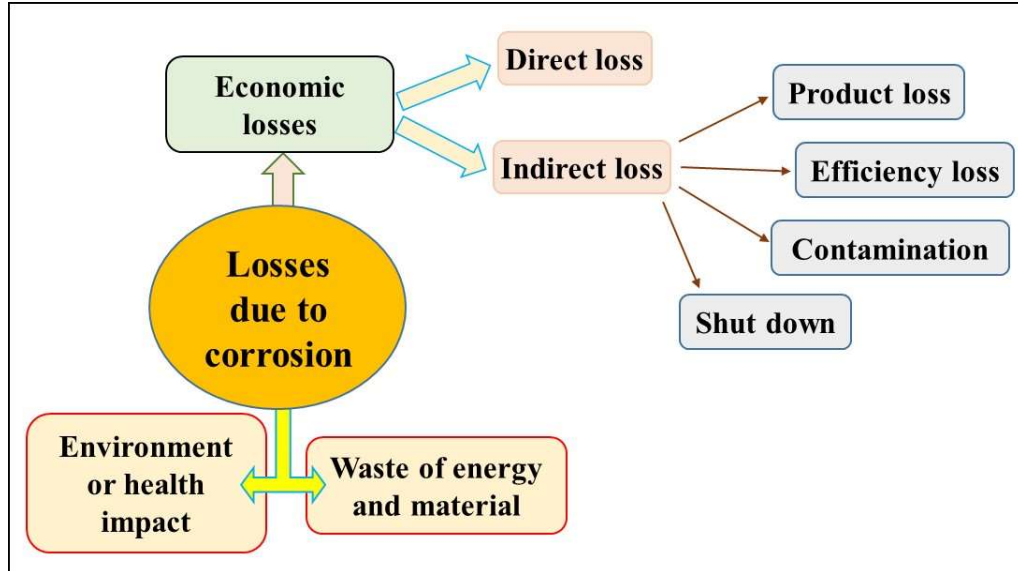 Economic
losses
Direct loss
Indirect loss
Product loss
Efficiency loss
Contamination
Shut down
Losses
due to
corrosion
Environment
or health
impact
Waste of energy
and material